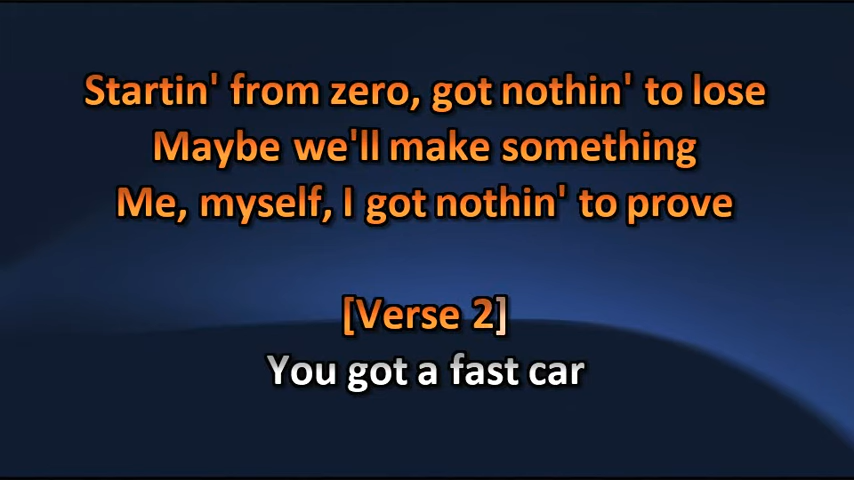 Startin' from zero, got nothin' to lose
Maybe we'll make something
Me, myself, I got nothin' to prove
[Verse 2]
You got a fast car